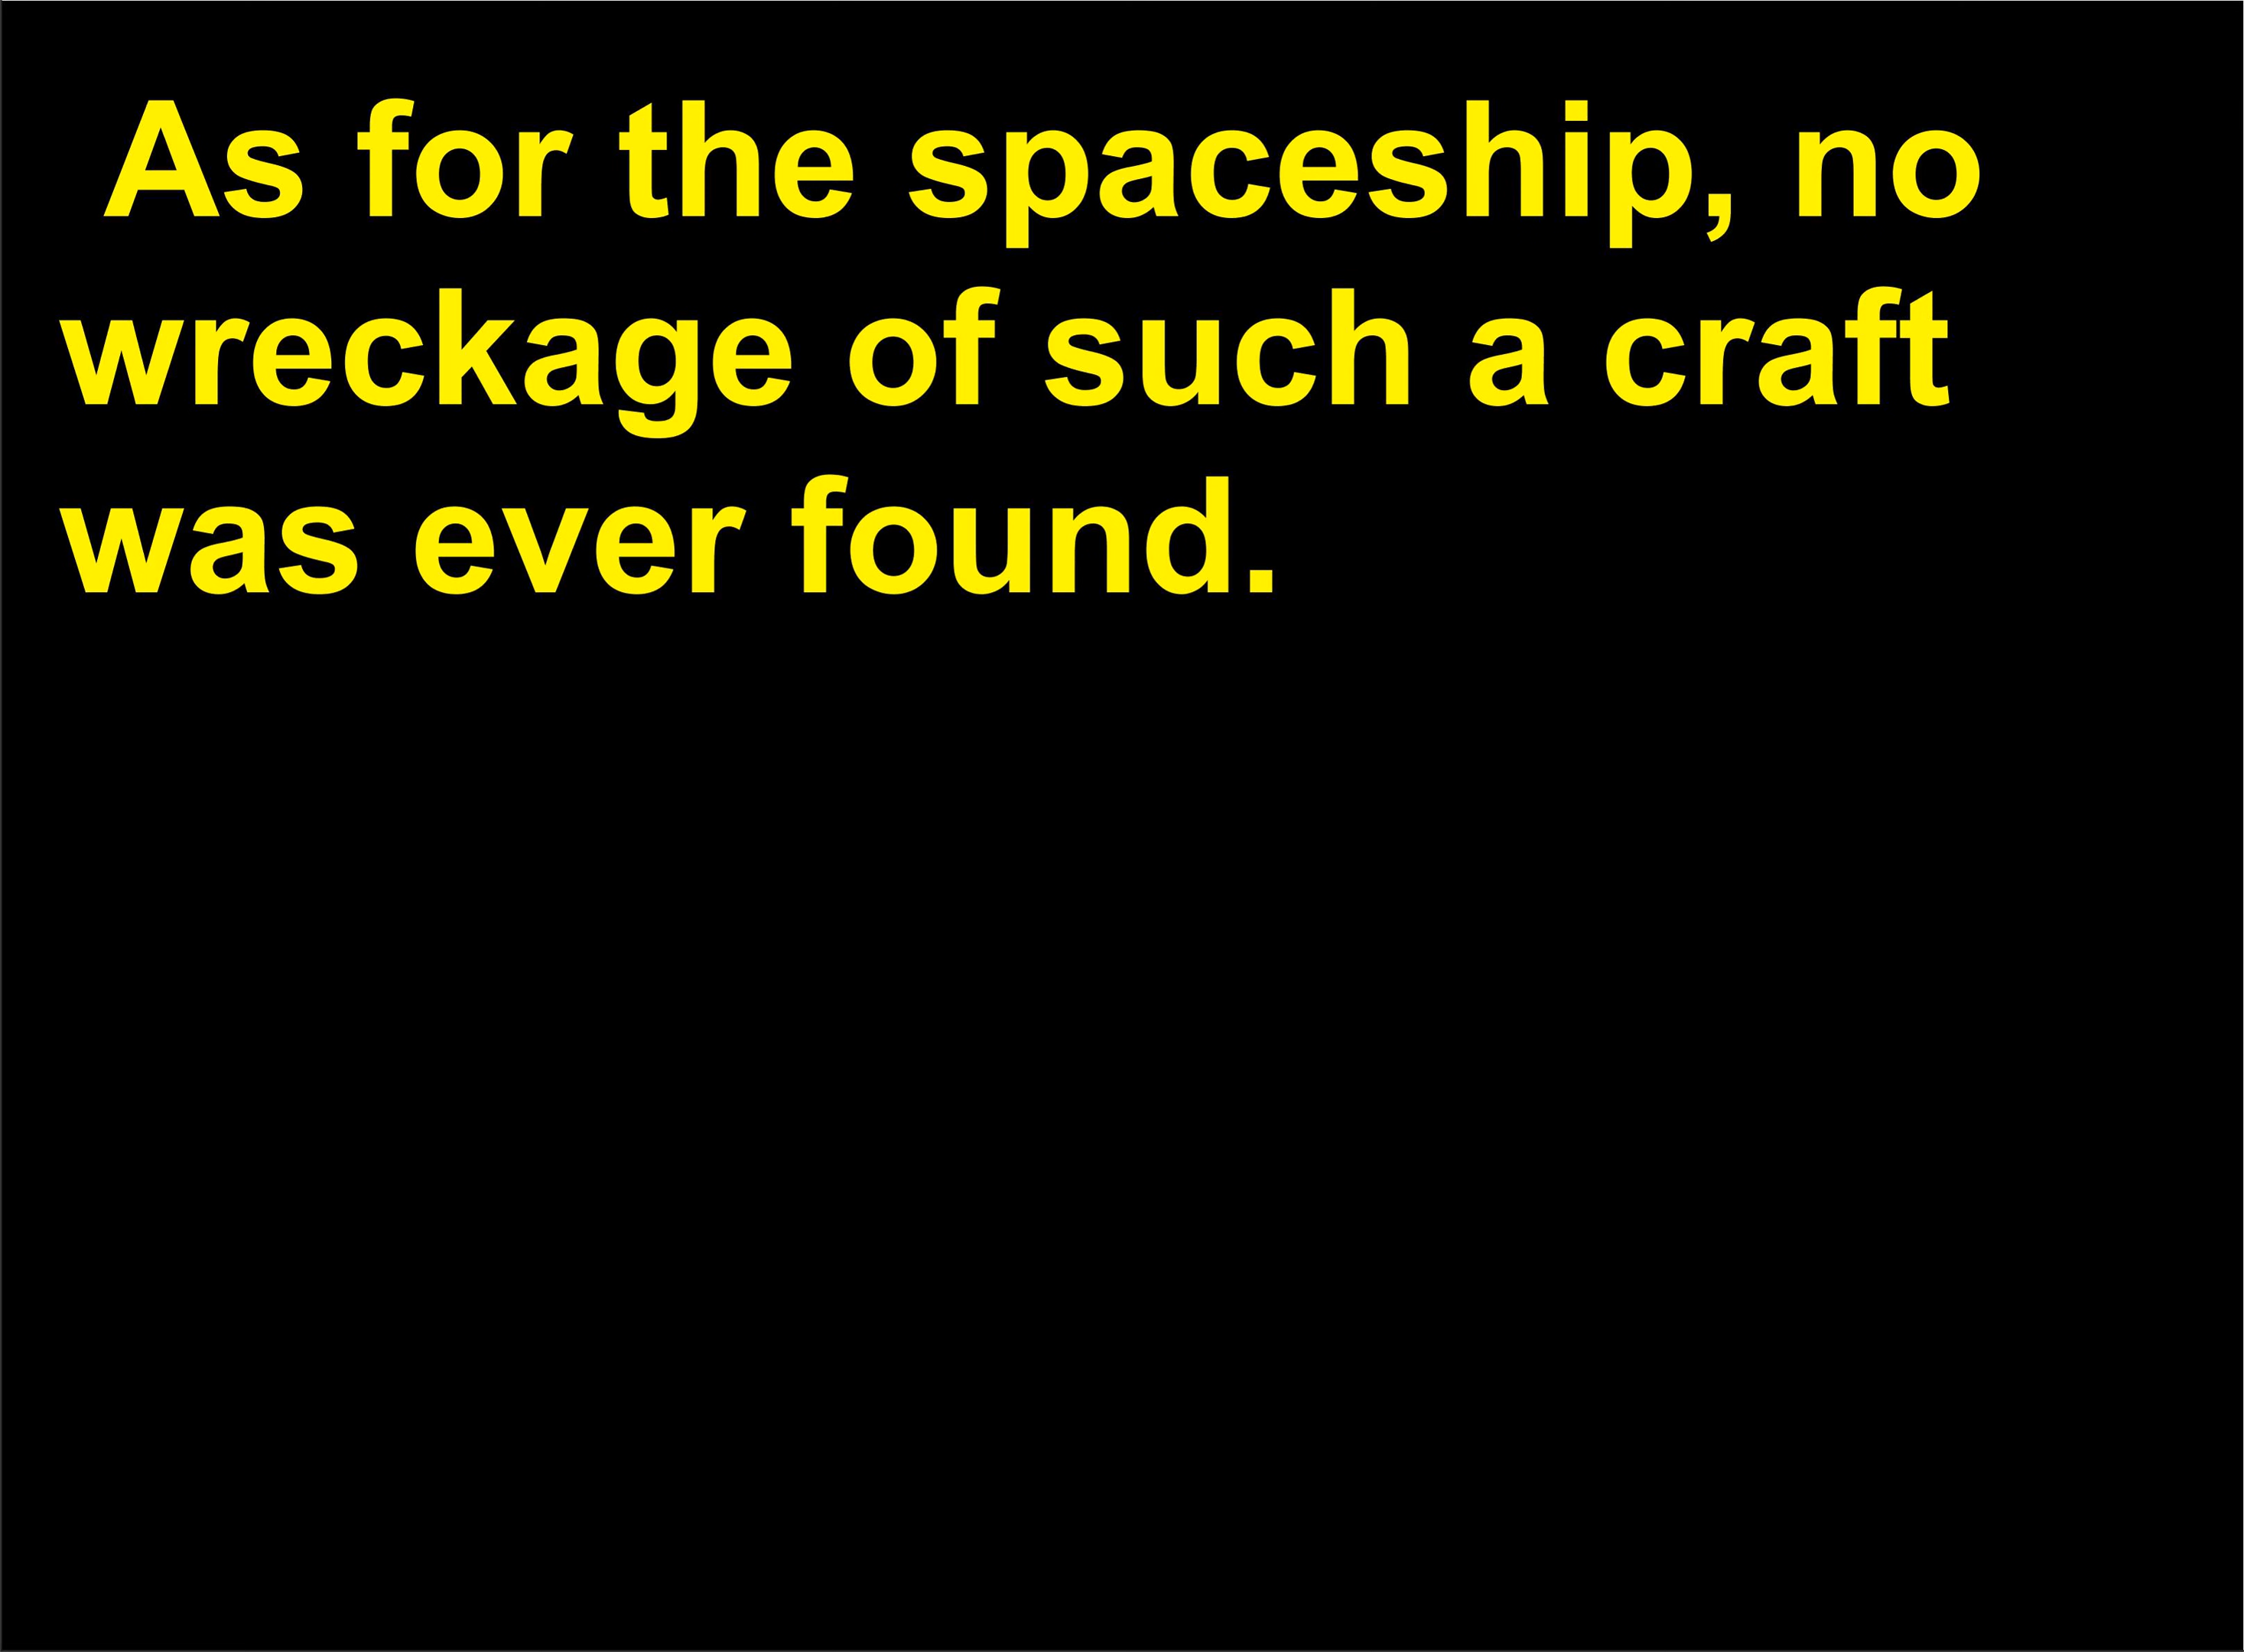 As for the spaceship, no
wreckage of such a craft
was ever found.